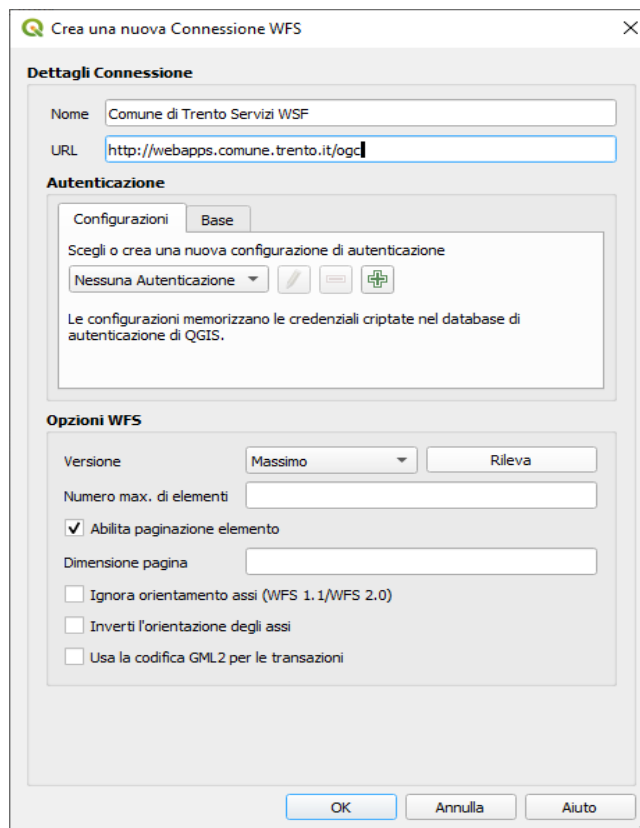 Crea una nuova Connessione WFS
Dettagli Connessione
Nome Comune di Trento Servizi WSF
URL http://webapps.comune.trento.it/ogc
Autenticazione
Configurazioni Base
Scegli o crea una nuova configurazione di autenticazione
Nessuna Autenticazione
Le configurazioni memorizzano le credenziali criptate nel database di
autenticazione di QGIS.
Opzioni WFS
Versione Massimo Rileva
Numero max. di elementi
Abilita paginazione elemento
Dimensione pagina
Ignora orientamento assi (WFS 1.1/WFS 2.0)
Inverti l'orientazione degli assi
Usa la codifica GML2 per le transazioni
OK Annulla Aiuto